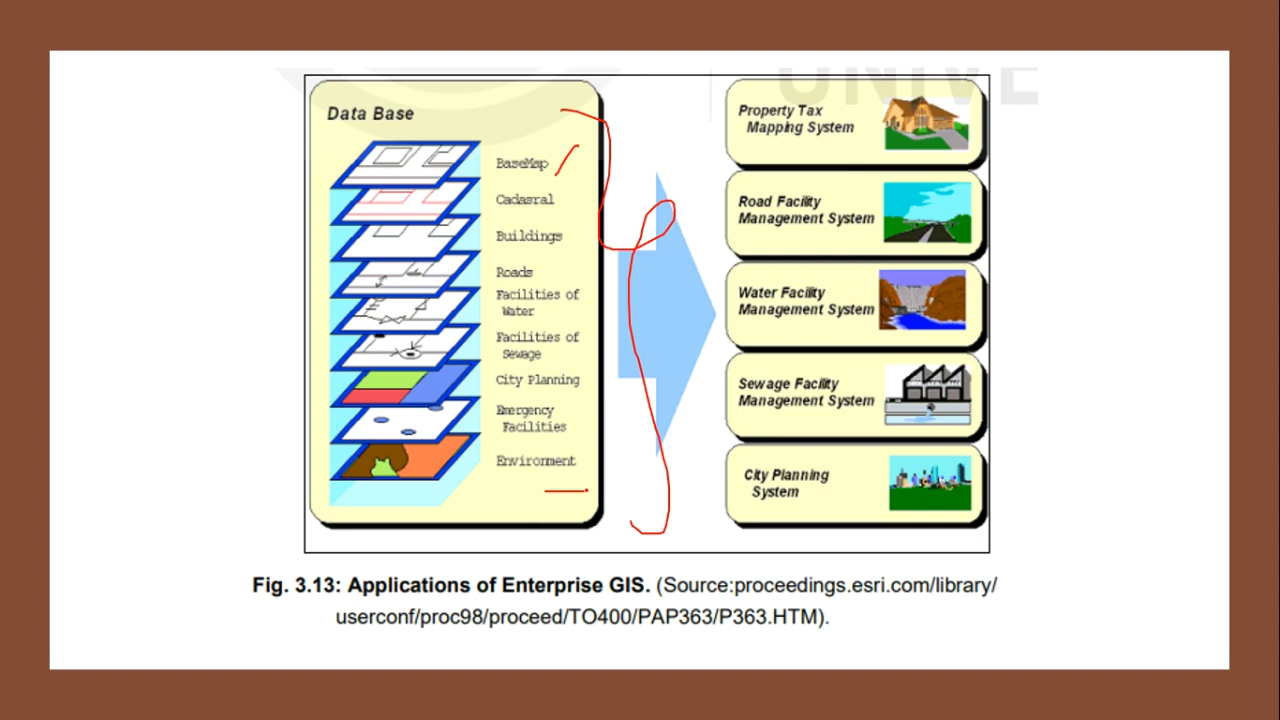 UNIVE
Data Base
BaseMap
Cadasral
Buildings
Roads
Facilities of
Water
Facilities of
Sewage
City Planning
Emergency
Facilities
Environment
Property Tax
Mapping System
Road Facility
Management System
Water Facility
Management System
Sewage Facility
Management System
City Planning
System
Fig. 3.13: Applications of Enterprise GIS. (Source:proceedings.esri.com/library/
userconf/proc98/proceed/TO400/PAP363/P363.HTM).